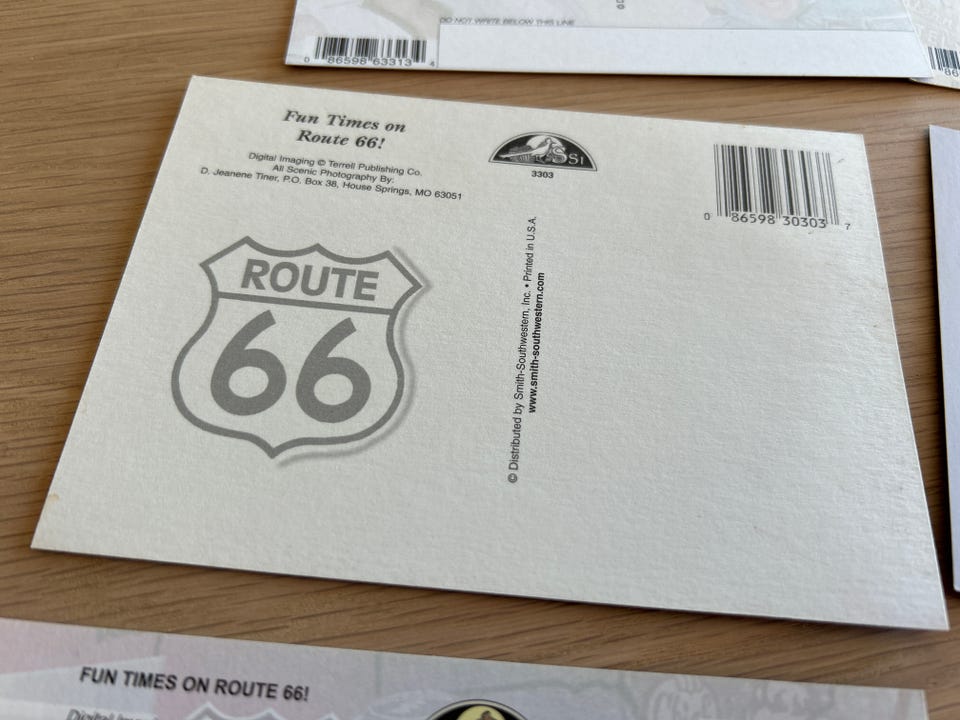 DO NOT WRITE BELOW THIS LINE
0 86598 63313 4
Fun Times on
Route 66!
Digital Imaging © Terrell Publishing Co.
All Scenic Photography By:
D. Jeanene Tiner, P.O. Box 38, House Springs, MO 63051
SSI
3303
0 86598 30303 7
ROUTE
66
© Distributed by Smith-Southwestern, Inc. • Printed in U.S.A.
www.smith-southwestern.com
FUN TIMES ON ROUTE 66!
Digital